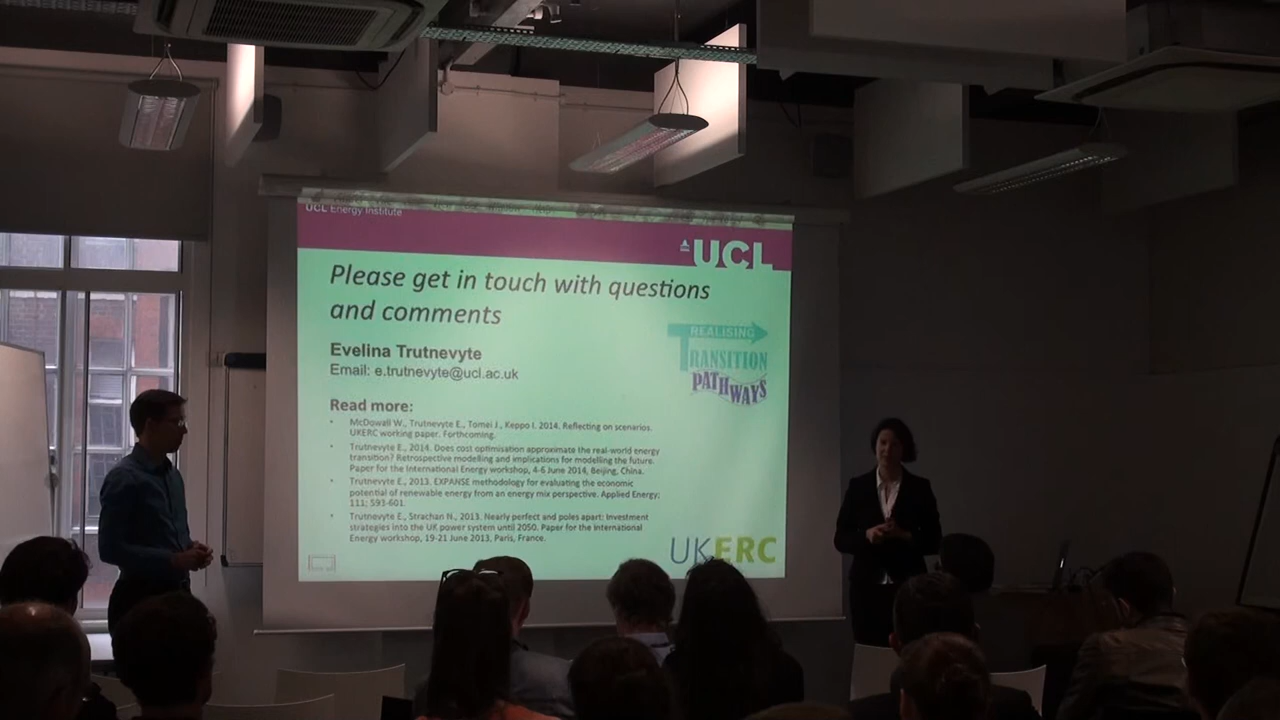 UCL Energy Institute
UCL
Please get in touch with questions
and comments
REALISING
TRANSITION
PATHWAYS
Evelina Trutnevyte
Email: e.trutnevyte@ucl.ac.uk
Read more:
• McDowall W., Trutnevyte E., Tomei J., Keppo I. 2014. Reflecting on scenarios.
UKERC working paper. Forthcoming.
• Trutnevyte E., 2014. Does cost optimisation approximate the real-world energy
transition? Retrospective modelling and implications for modelling the future.
Paper for the International Energy workshop, 4-6 June 2014, Beijing, China.
• Trutnevyte E., 2013. EXPANSE methodology for evaluating the economic
potential of renewable energy from an energy mix perspective. Applied Energy;
111; 593-601.
• Trutnevyte E., Strachan N., 2013. Nearly perfect and poles apart: Investment
strategies into the UK power system until 2050. Paper for the International
Energy workshop, 19-21 June 2013, Paris, France.
UKERC